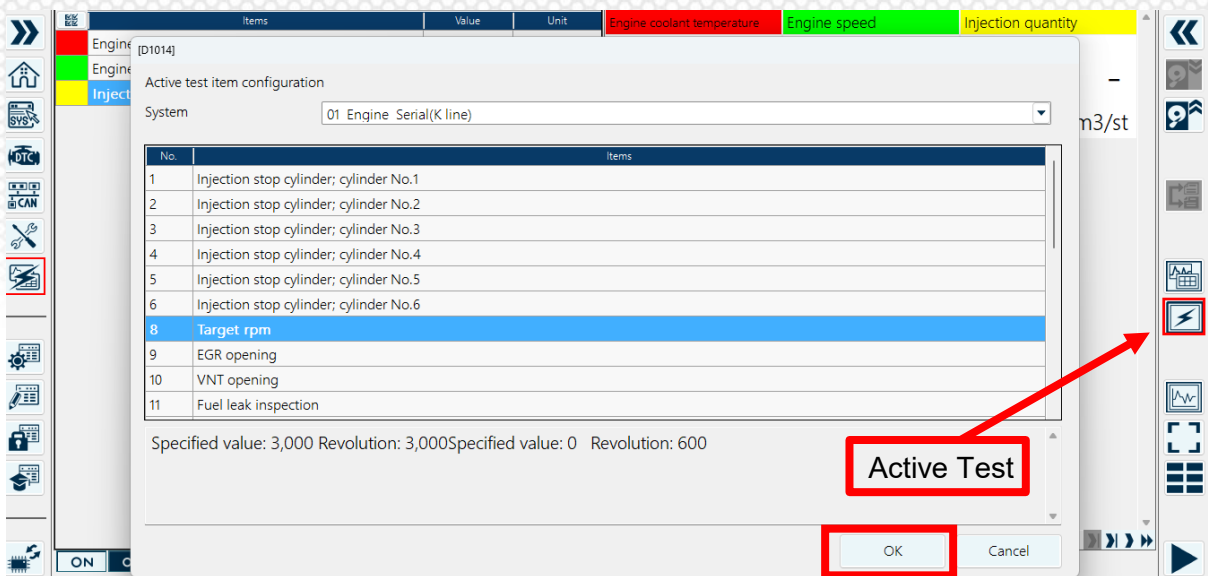 Items Value Unit Engine coolant temperature Engine speed Injection quantity
Engine
Engine
Inject
m3/st
SYS
DTC
CAN
[D1014]
Active test item configuration
System 01 Engine Serial(K line)
No. Items
1 Injection stop cylinder; cylinder No.1
2 Injection stop cylinder; cylinder No.2
3 Injection stop cylinder; cylinder No.3
4 Injection stop cylinder; cylinder No.4
5 Injection stop cylinder; cylinder No.5
6 Injection stop cylinder; cylinder No.6
8 Target rpm
9 EGR opening
10 VNT opening
11 Fuel leak inspection
Specified value: 3,000 Revolution: 3,000Specified value: 0 Revolution: 600
Active Test
OK Cancel
ON